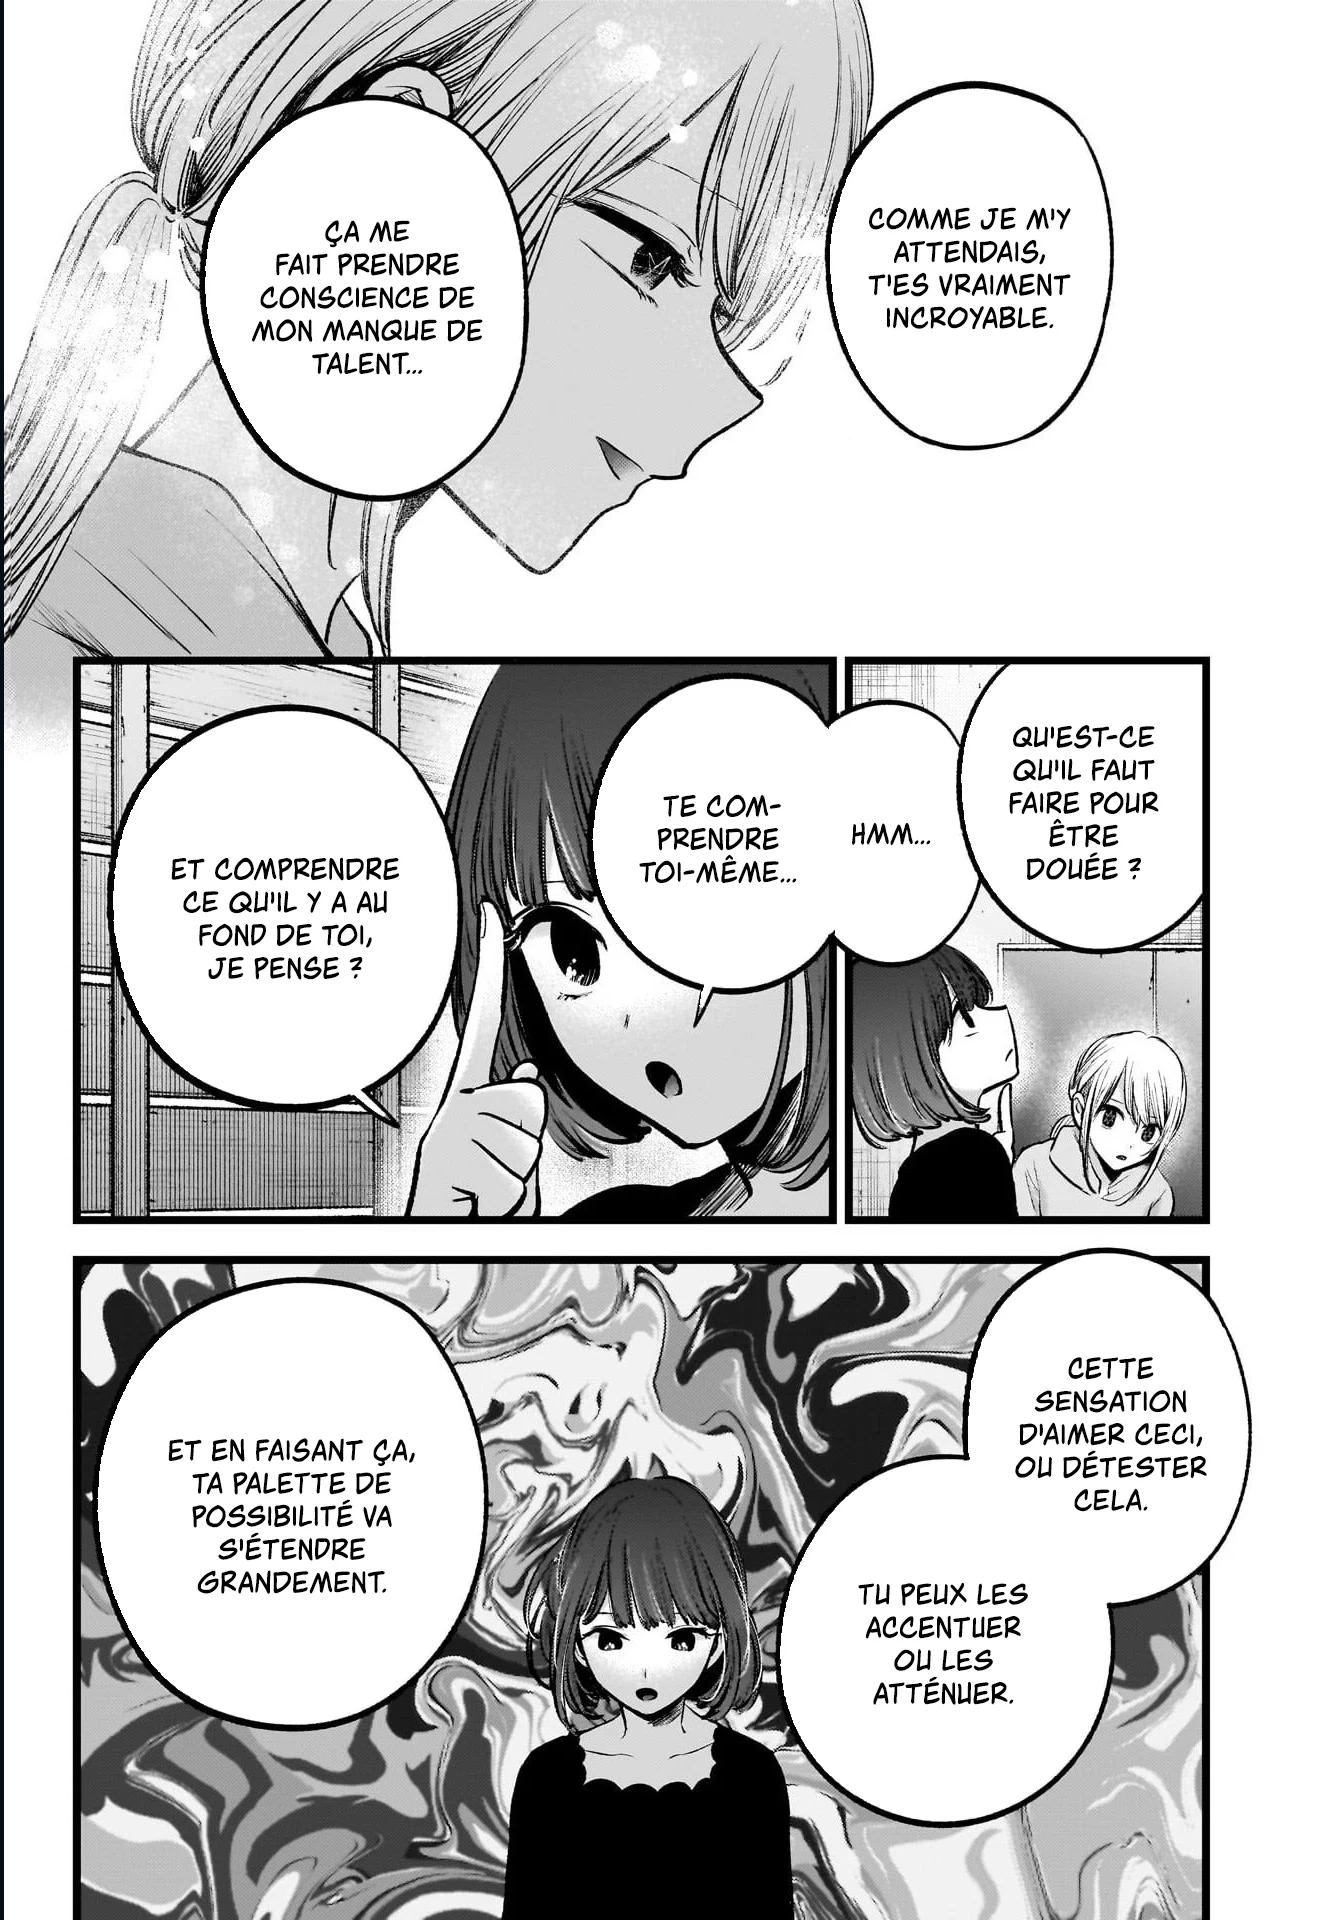 COMME JE M'Y
ATTENDAIS,
T'ES VRAIMENT
INCROYABLE.
ÇA ME
FAIT PRENDRE
CONSCIENCE DE
MON MANQUE DE
TALENT...
QU'EST-CE
QU'IL FAUT
FAIRE POUR
ÊTRE
DOUÉE ?
HMM...
TE COM-
PRENDRE
TOI-MÊME...
ET COMPRENDRE
CE QU'IL Y A AU
FOND DE TOI,
JE PENSE ?
CETTE
SENSATION
D'AIMER CECI,
OU DÉTESTER
CELA.
TU PEUX LES
ACCENTUER
OU LES
ATTÉNUER.
ET EN FAISANT ÇA,
TA PALETTE DE
POSSIBILITÉ VA
S'ÉTENDRE
GRANDEMENT.